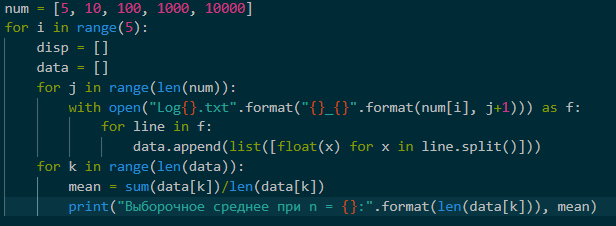 num = [5, 10, 100, 1000, 10000]
for i in range(5):
    disp = []
    data = []
    for j in range(len(num)):
        with open("Log{}.txt".format("{}_{}".format(num[i], j+1))) as f:
            for line in f:
                data.append(list([float(x) for x in line.split()]))
    for k in range(len(data)):
        mean = sum(data[k])/len(data[k])
        print("Выборочное среднее при n = {}:".format(len(data[k])), mean)